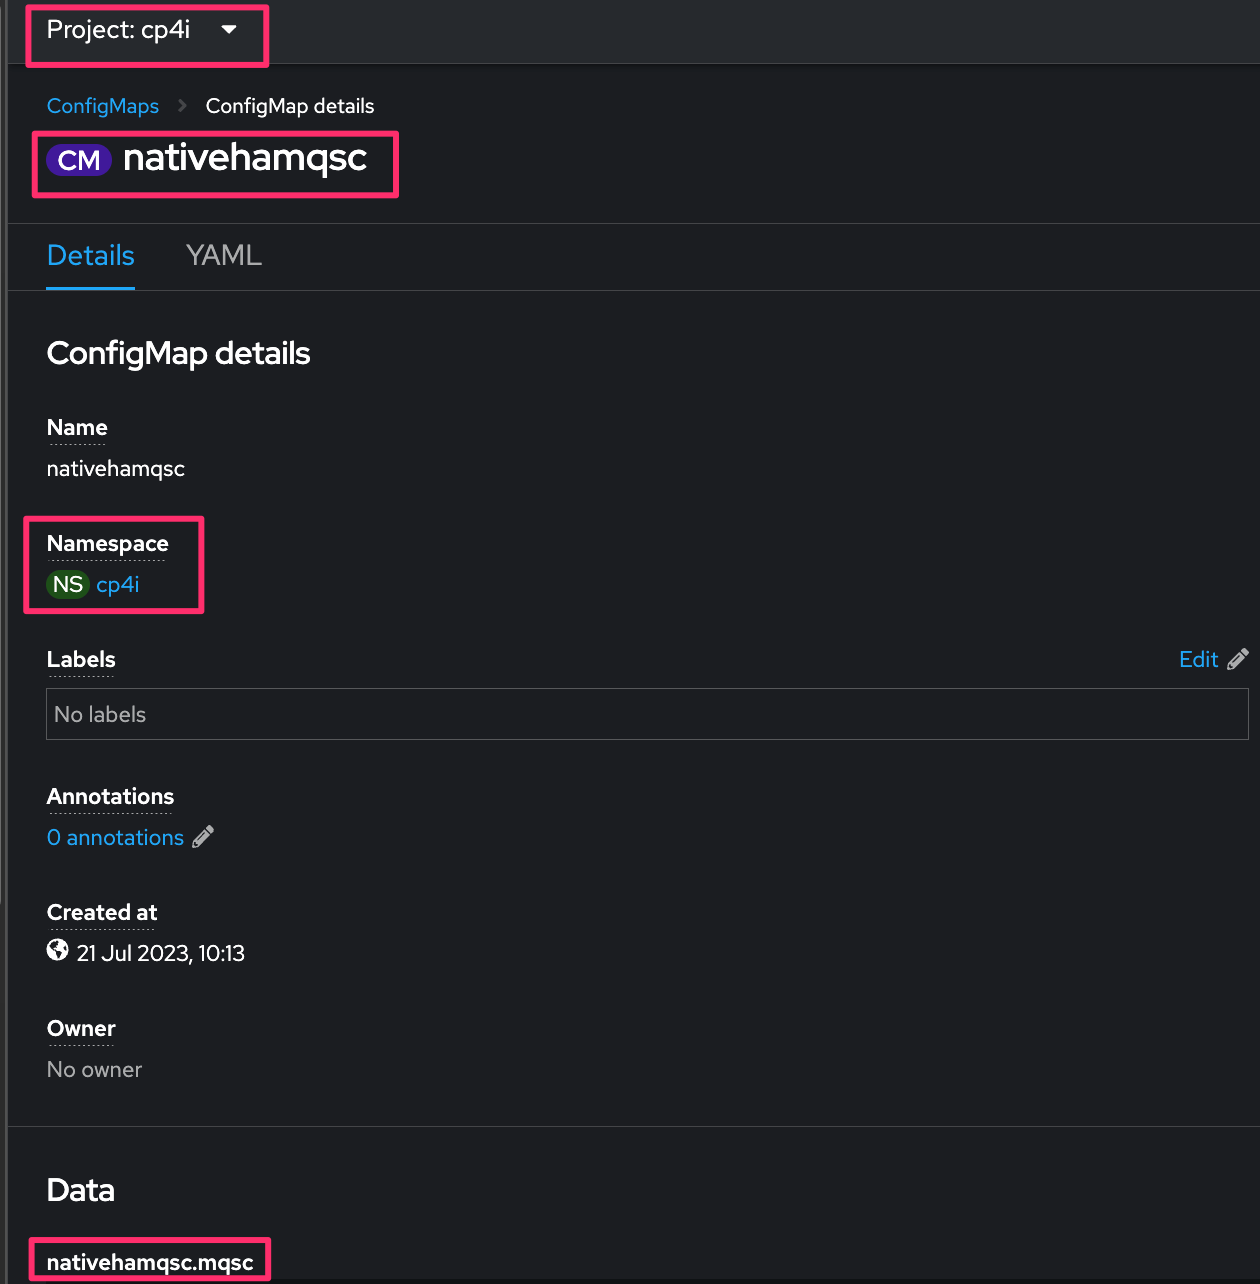 Project: cp4i
ConfigMaps ConfigMap details
CM nativehamqsc
Details YAML
ConfigMap details
Name
nativehamqsc
Namespace
NS cp4i
Labels
Edit
No labels
Annotations
0 annotations
Created at
21 Jul 2023, 10:13
Owner
No owner
Data
nativehamqsc.mqsc